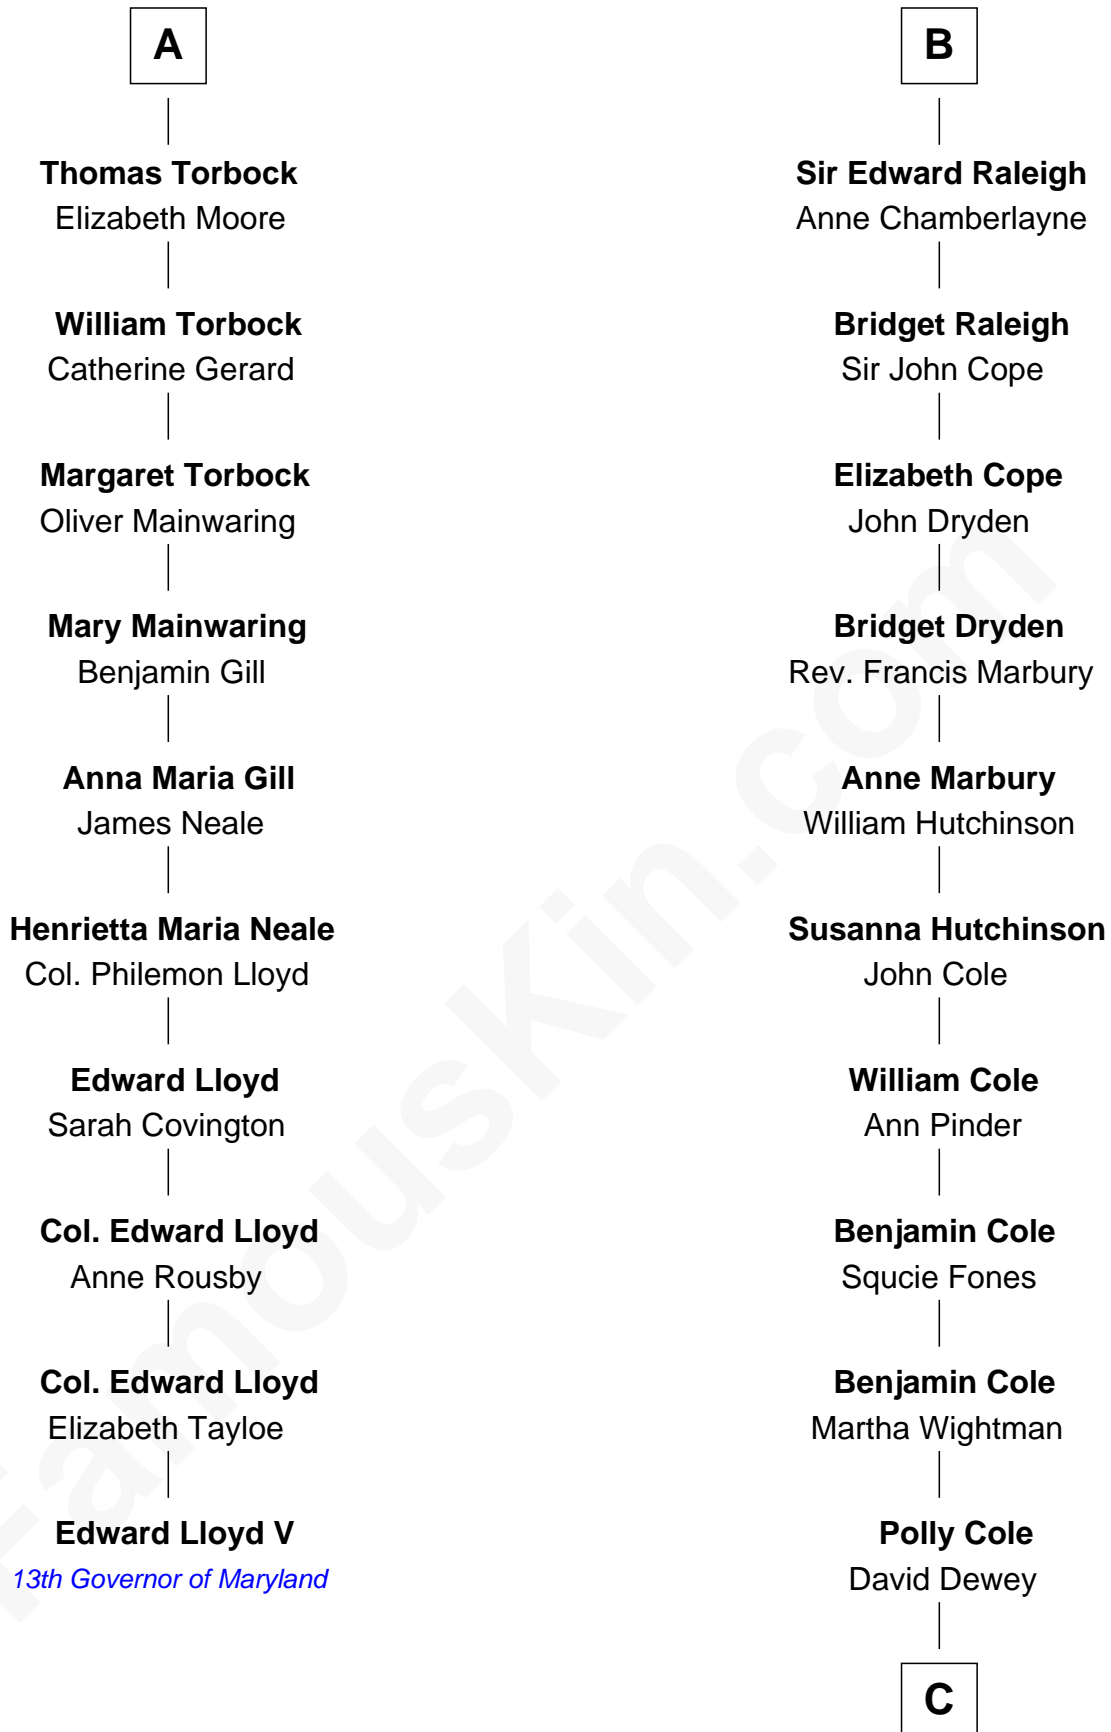 A
Thomas Torbock
Elizabeth Moore
William Torbock
Catherine Gerard
Margaret Torbock
Oliver Mainwaring
Mary Mainwaring
Benjamin Gill
Anna Maria Gill
James Neale
Henrietta Maria Neale
Col. Philemon Lloyd
Edward Lloyd
Sarah Covington
Col. Edward Lloyd
Anne Rousby
Col. Edward Lloyd
Elizabeth Tayloe
Edward Lloyd V
13th Governor of Maryland
B
Sir Edward Raleigh
Anne Chamberlayne
Bridget Raleigh
Sir John Cope
Elizabeth Cope
John Dryden
Bridget Dryden
Rev. Francis Marbury
Anne Marbury
William Hutchinson
Susanna Hutchinson
John Cole
William Cole
Ann Pinder
Benjamin Cole
Squcie Fones
Benjamin Cole
Martha Wightman
Polly Cole
David Dewey
C
FamousKin.com